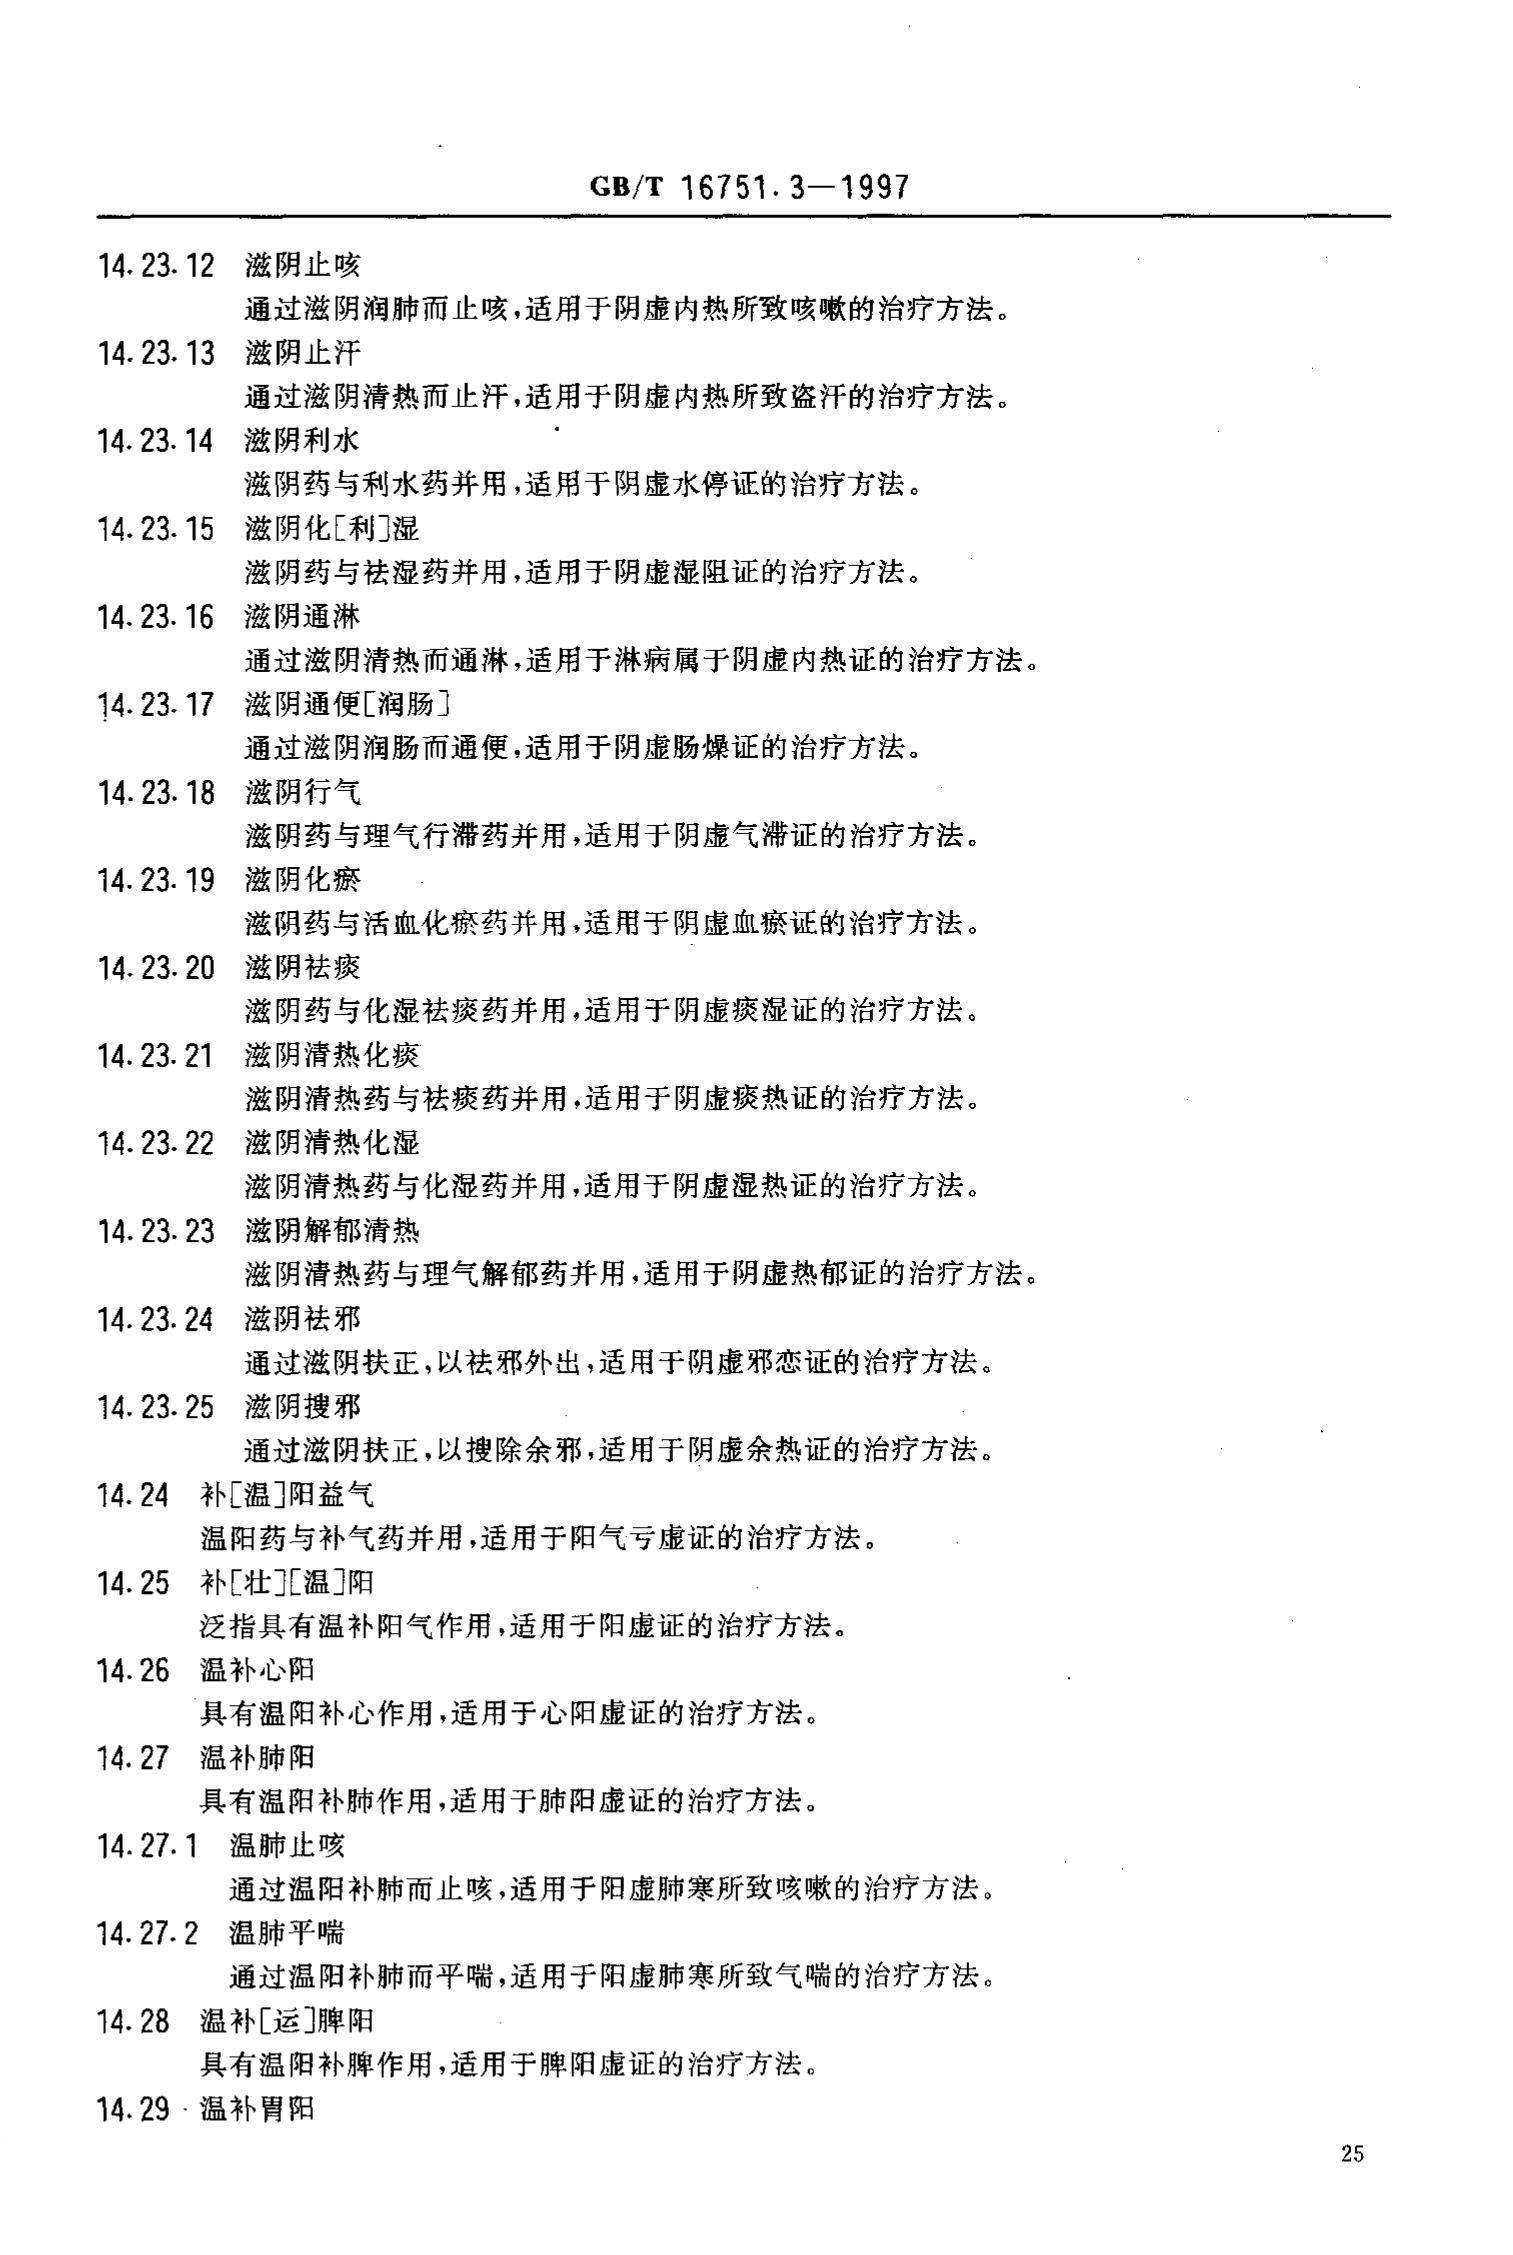 GB/T 16751.3—1997
14.23.12 滋阴止咳
通过滋阴润肺而止咳,适用于阴虚内热所致咳嗽的治疗方法。
14.23.13 滋阴止汗
通过滋阴清热而止汗,适用于阴虚内热所致盗汗的治疗方法。
14.23.14 滋阴利水
滋阴药与利水药并用,适用于阴虚水停证的治疗方法。
14.23.15 滋阴化[利]湿
滋阴药与祛湿药并用,适用于阴虚湿阻证的治疗方法。
14.23.16 滋阴通淋
通过滋阴清热而通淋,适用于淋病属于阴虚内热证的治疗方法。
14.23.17 滋阴通便[润肠]
通过滋阴润肠而通便,适用于阴虚肠燥证的治疗方法。
14.23.18 滋阴行气
滋阴药与理气行滞药并用,适用于阴虚气滞证的治疗方法。
14.23.19 滋阴化瘀
滋阴药与活血化瘀药并用,适用于阴虚血瘀证的治疗方法。
14.23.20 滋阴祛痰
滋阴药与化湿祛痰药并用,适用于阴虚痰湿证的治疗方法。
14.23.21 滋阴清热化痰
滋阴清热药与祛痰药并用,适用于阴虚痰热证的治疗方法。
14.23.22 滋阴清热化湿
滋阴清热药与化湿药并用,适用于阴虚湿热证的治疗方法。
14.23.23 滋阴解郁清热
滋阴清热药与理气解郁药并用,适用于阴虚热郁证的治疗方法。
14.23.24 滋阴祛邪
通过滋阴扶正,以祛邪外出,适用于阴虚邪恋证的治疗方法。
14.23.25 滋阴搜邪
通过滋阴扶正,以搜除余邪,适用于阴虚余热证的治疗方法。
14.24 补[温]阳益气
温阳药与补气药并用,适用于阳气亏虚证的治疗方法。
14.25 补[壮][温]阳
泛指具有温补阳气作用,适用于阳虚证的治疗方法。
14.26 温补心阳
具有温阳补心作用,适用于心阳虚证的治疗方法。
14.27 温补肺阳
具有温阳补肺作用,适用于肺阳虚证的治疗方法。
14.27.1 温肺止咳
通过温阳补肺而止咳,适用于阳虚肺寒所致咳嗽的治疗方法。
14.27.2 温肺平喘
通过温阳补肺而平喘,适用于阳虚肺寒所致气喘的治疗方法。
14.28 温补[运]脾阳
具有温阳补脾作用,适用于脾阳虚证的治疗方法。
14.29 温补胃阳
25